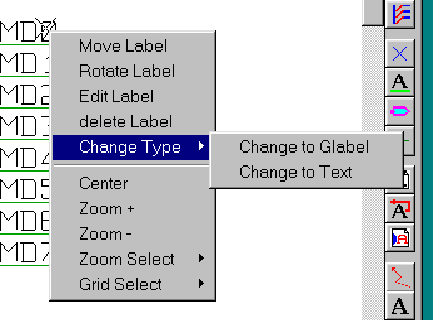 MD0
MD1
MD2
MD3
MD4
MD5
MD6
MD7
Move Label
Rotate Label
Edit Label
delete Label
Change Type
Change to Glabel
Change to Text
Center
Zoom +
Zoom -
Zoom Select
Grid Select
A
A
A
A